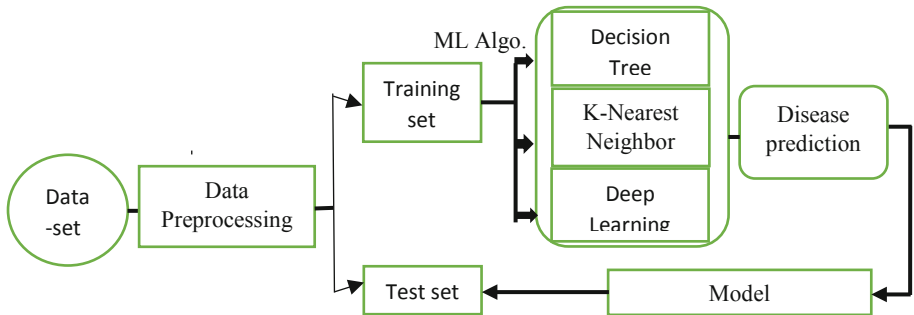 Data
-set
Data
Preprocessing
Training
set
Test set
ML Algo.
Decision
Tree
K-Nearest
Neighbor
Deep
Learning
Disease
prediction
Model